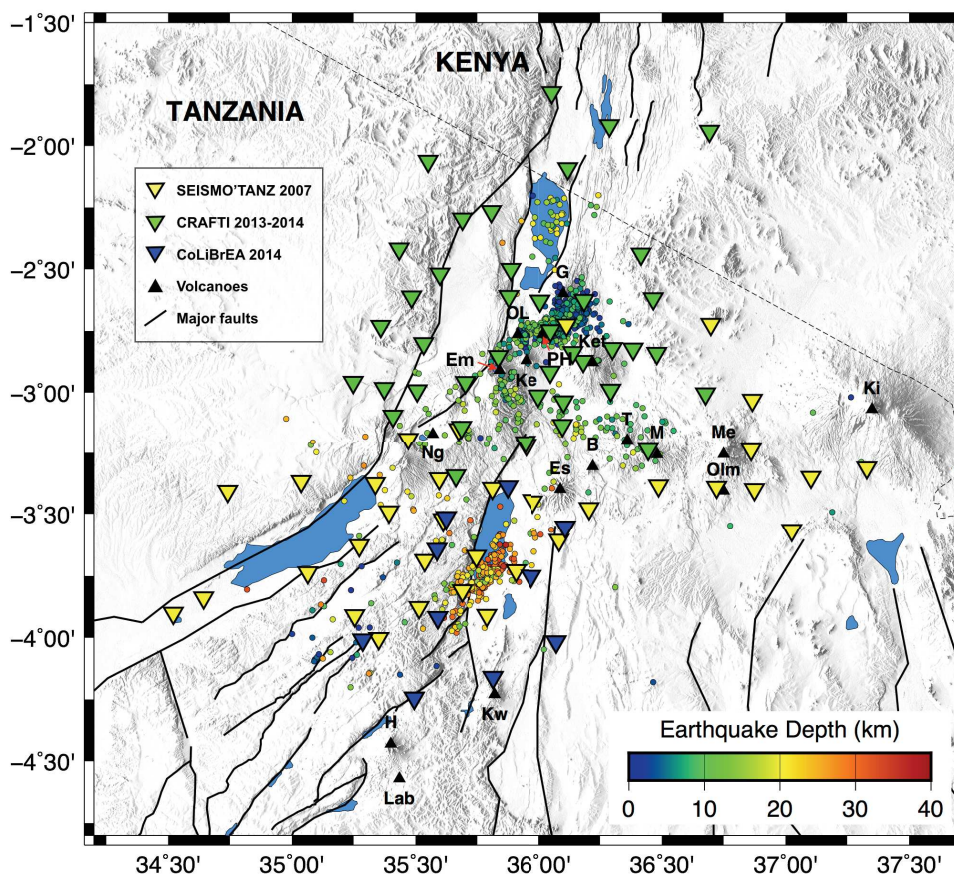 −1°30'
KENYA
TANZANIA
−2°00'
SEISMO'TANZ 2007
CRAFTI 2013-2014
CoLiBrEA 2014
Volcanoes
Major faults
−2°30'
G
OL
Ket
Em
PH
Ke
−3°00'
Ki
T
M
Me
Ng
B
Es
Olm
−3°30'
−4°00'
Kw
H
Lab
−4°30'
Earthquake Depth (km)
0 10 20 30 40
34°30' 35°00' 35°30' 36°00' 36°30' 37°00' 37°30'